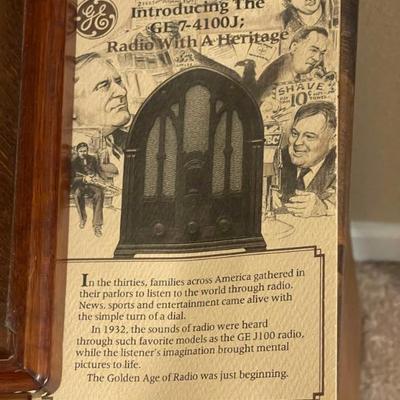 GE
Introducing The
GE 7-4100J;
Radio With A Heritage
SHAVE
10¢
In the thirties, families across America gathered in
their parlors to listen to the world through radio.
News, sports and entertainment came alive with
the simple turn of a dial.
In 1932, the sounds of radio were heard
through such favorite models as the GE J100 radio,
while the listener's imagination brought mental
pictures to life.
The Golden Age of Radio was just beginning.